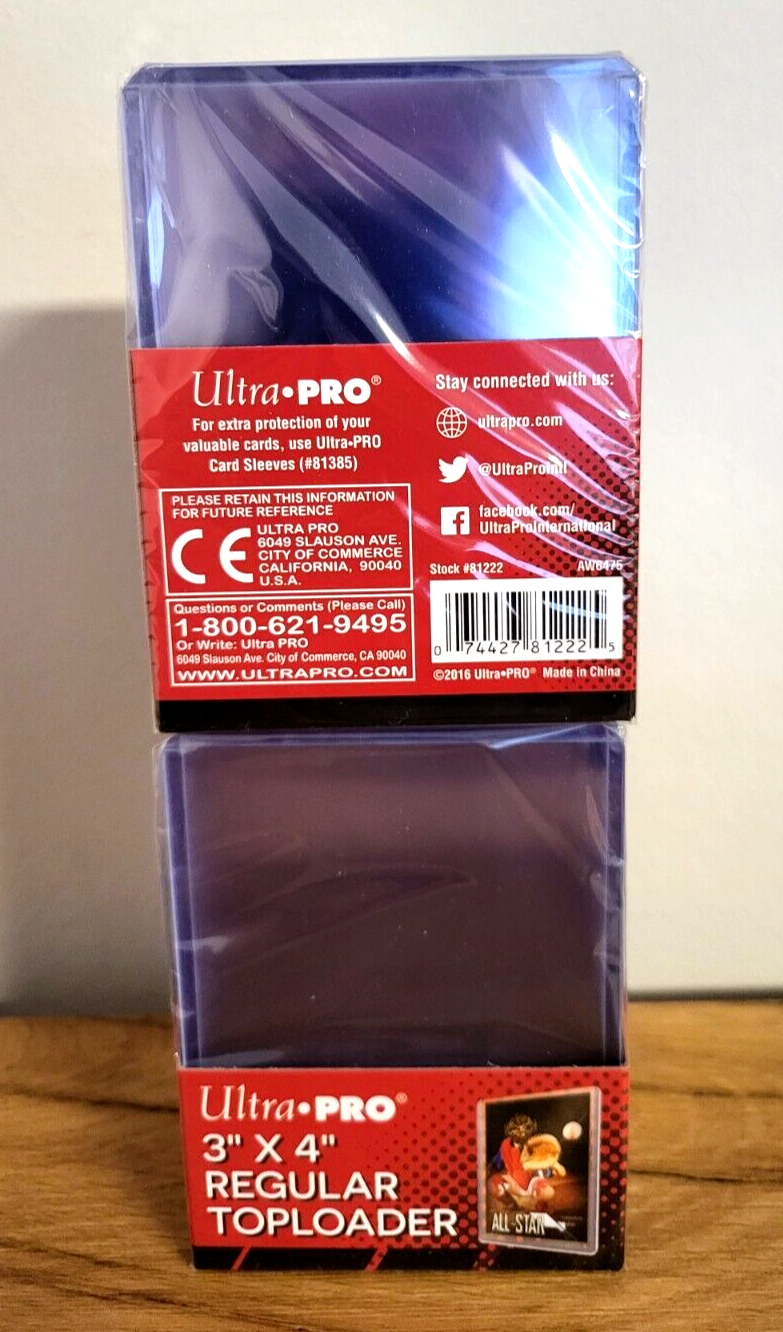 Ultra•PRO®
For extra protection of your
valuable cards, use Ultra•PRO
Card Sleeves (#81385)
PLEASE RETAIN THIS INFORMATION
FOR FUTURE REFERENCE
CE
ULTRA PRO
6049 SLAUSON AVE.
CITY OF COMMERCE
CALIFORNIA, 90040
U.S.A.
Questions or Comments (Please Call)
1-800-621-9495
Or Write: Ultra PRO
6049 Slauson Ave. City of Commerce, CA 90040
WWW.ULTRAPRO.COM
Stay connected with us:
ultrapro.com
@UltraProIntl
facebook.com/
UltraProInternational
Stock #81222 AW6475
0 74427 81222 5
©2016 Ultra•PRO® Made in China
Ultra•PRO®
3" X 4"
REGULAR
TOPLOADER
ALL-STAR